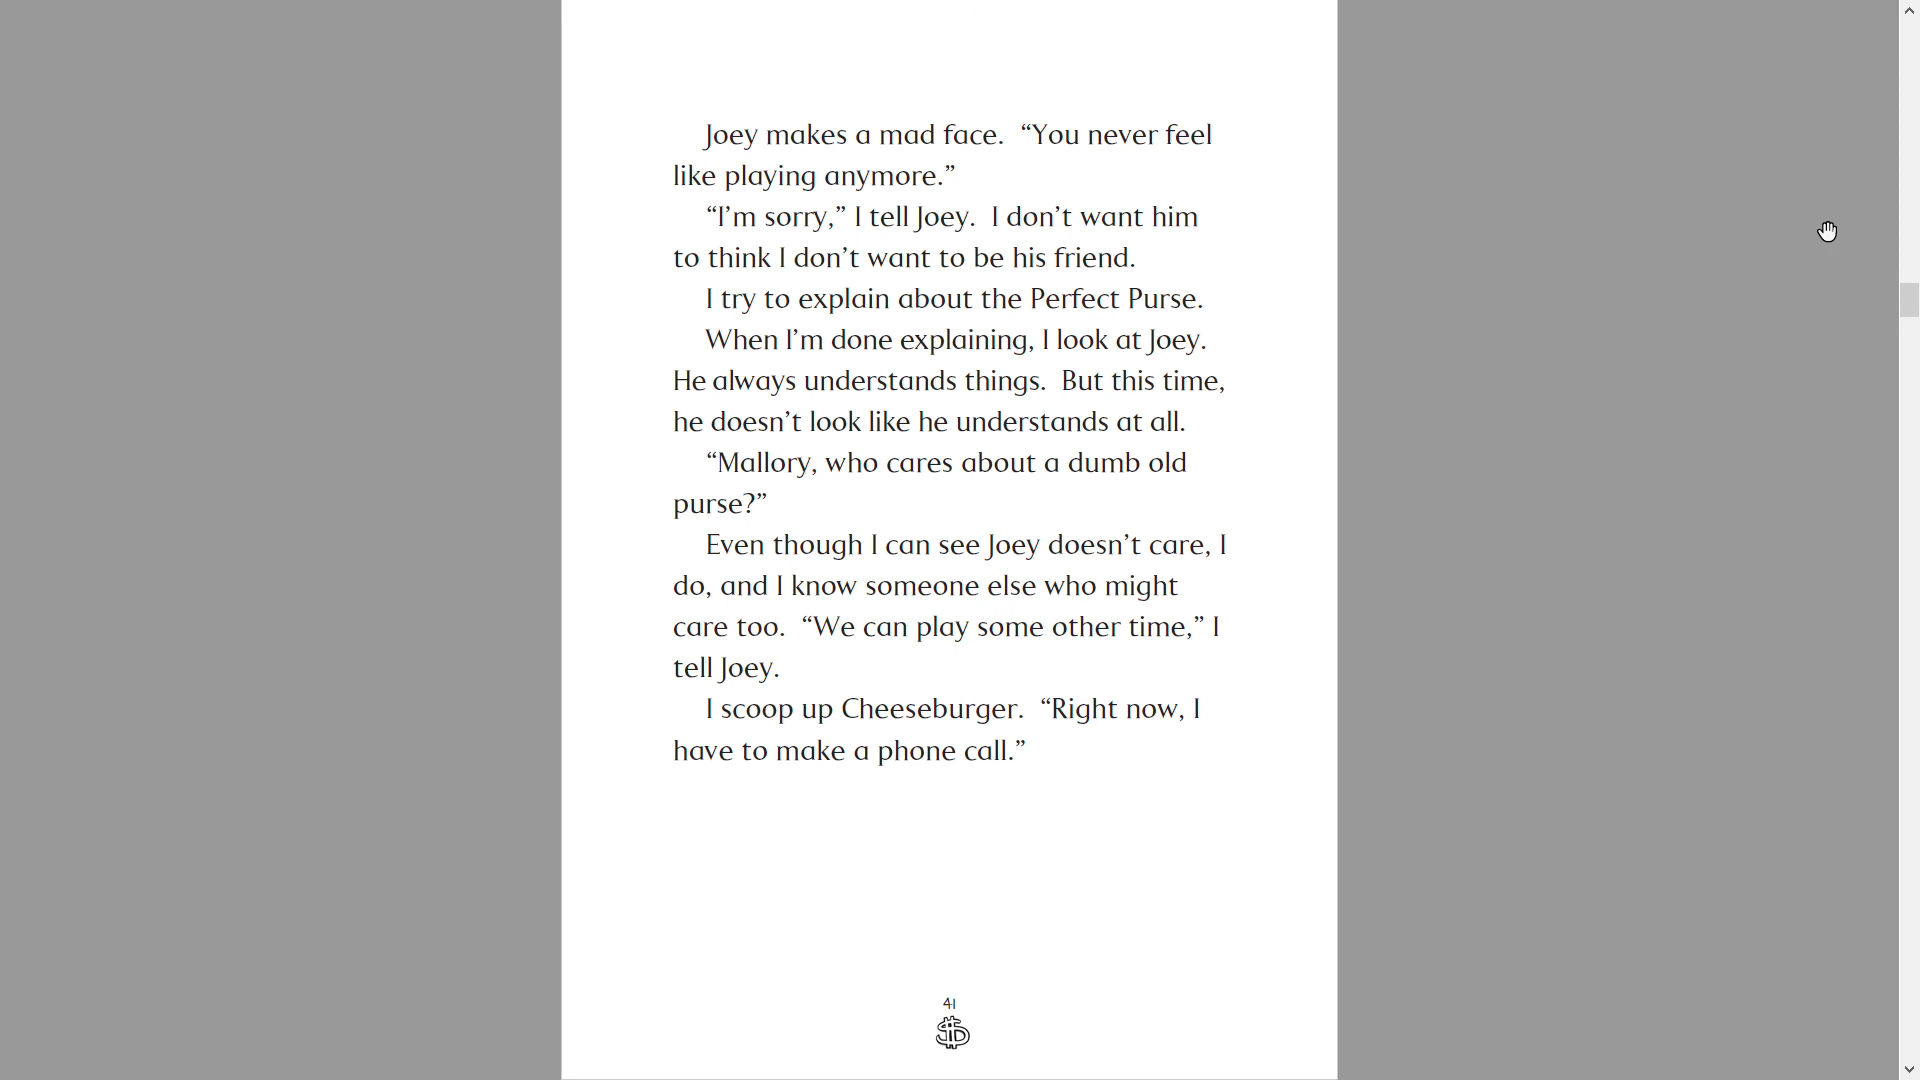 Joey makes a mad face.  “You never feel
like playing anymore.”
“I’m sorry,” I tell Joey.  I don’t want him
to think I don’t want to be his friend.
I try to explain about the Perfect Purse.
When I’m done explaining, I look at Joey.
He always understands things.  But this time,
he doesn’t look like he understands at all.
“Mallory, who cares about a dumb old
purse?”
Even though I can see Joey doesn’t care, I
do, and I know someone else who might
care too.  “We can play some other time,” I
tell Joey.
I scoop up Cheeseburger.  “Right now, I
have to make a phone call.”
41